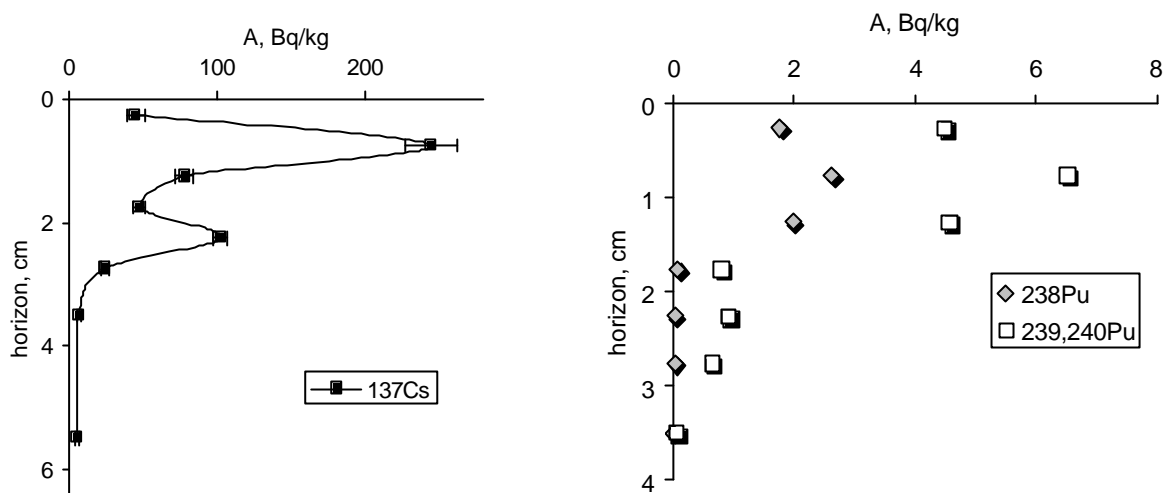 A, Bq/kg
0 100 200
0
2
4
6
horizon, cm
137Cs
A, Bq/kg
0 2 4 6 8
0
1
2
3
4
horizon, cm
238Pu
239,240Pu